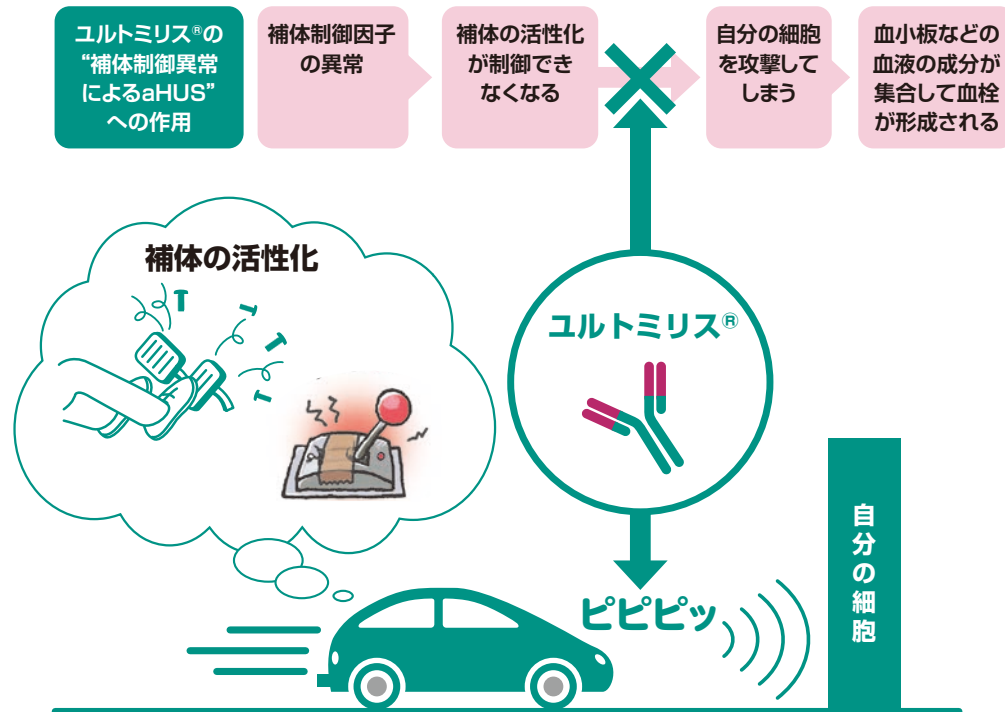 ユルトミリス®の
“補体制御異常
によるaHUS”
への作用
補体制御因子
の異常
補体の活性化
が制御でき
なくなる
自分の細胞
を攻撃して
しまう
血小板などの
血液の成分が
集合して血栓
が形成される
補体の活性化
ユルトミリス®
ピピピッ
自分の細胞